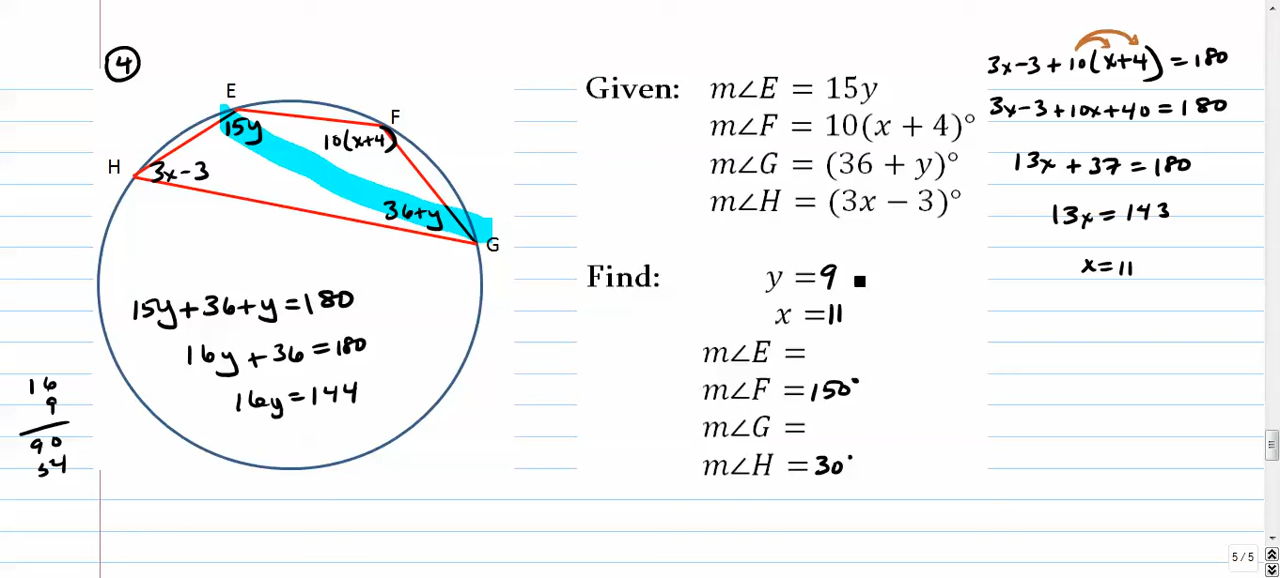 ④
E
F
H
G
15y
10(x+4)
3x-3
36+y
15y+36+y=180
16y+36=180
16y=144
16
9
90
54
Given: m∠E = 15y
m∠F = 10(x + 4)°
m∠G = (36 + y)°
m∠H = (3x − 3)°
Find: y =9
x =11
m∠E =
m∠F =150°
m∠G =
m∠H =30°
3x-3+10(x+4)=180
3x-3+10x+40=180
13x+37=180
13x=143
x=11
5/5